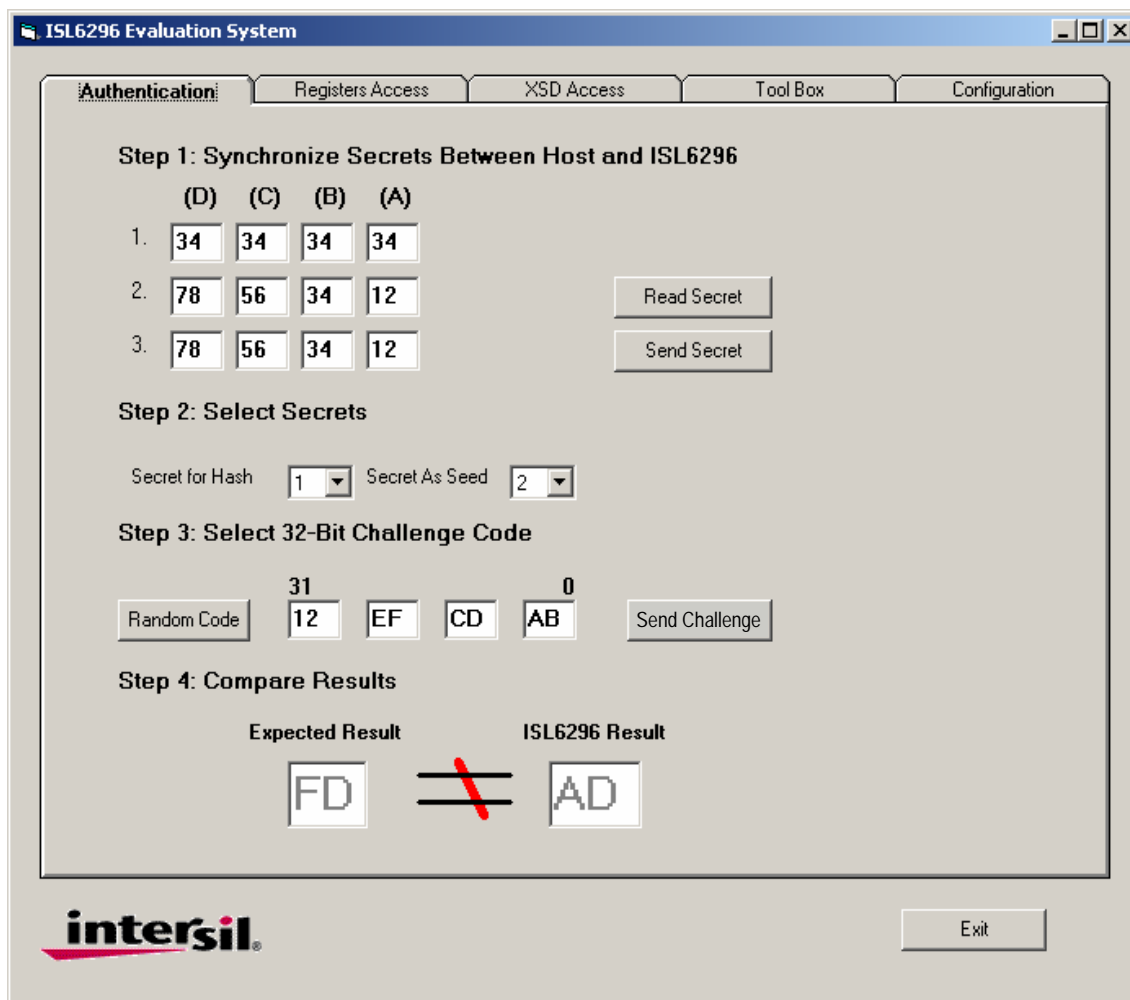 ISL6296 Evaluation System
Authentication Registers Access XSD Access Tool Box Configuration
Step 1: Synchronize Secrets Between Host and ISL6296
(D) (C) (B) (A)
1. 34 34 34 34
2. 78 56 34 12 Read Secret
3. 78 56 34 12 Send Secret
Step 2: Select Secrets
Secret for Hash 1 Secret As Seed 2
Step 3: Select 32-Bit Challenge Code
31 0
Random Code 12 EF CD AB Send Challenge
Step 4: Compare Results
Expected Result ISL6296 Result
FD AD
intersil® Exit